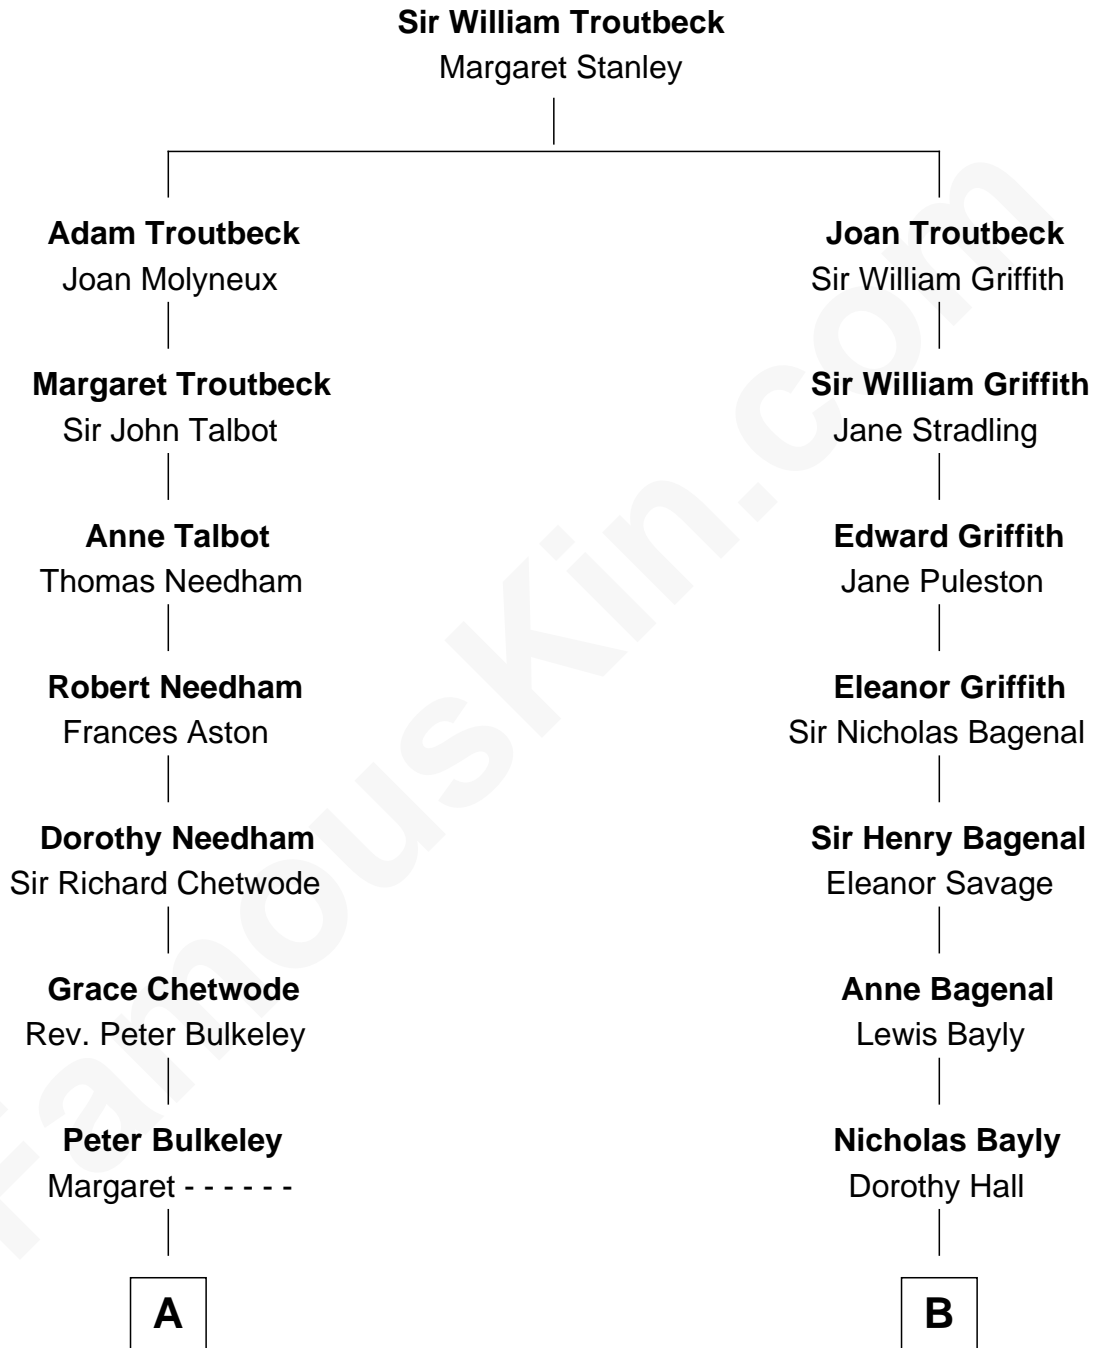 Sir William Troutbeck
Margaret Stanley
Adam Troutbeck
Joan Molyneux
Joan Troutbeck
Sir William Griffith
Margaret Troutbeck
Sir John Talbot
Sir William Griffith
Jane Stradling
Anne Talbot
Thomas Needham
Edward Griffith
Jane Puleston
Robert Needham
Frances Aston
Eleanor Griffith
Sir Nicholas Bagenal
Dorothy Needham
Sir Richard Chetwode
Sir Henry Bagenal
Eleanor Savage
Grace Chetwode
Rev. Peter Bulkeley
Anne Bagenal
Lewis Bayly
Peter Bulkeley
Margaret - - - - - -
Nicholas Bayly
Dorothy Hall
A
B
FamousKin.com